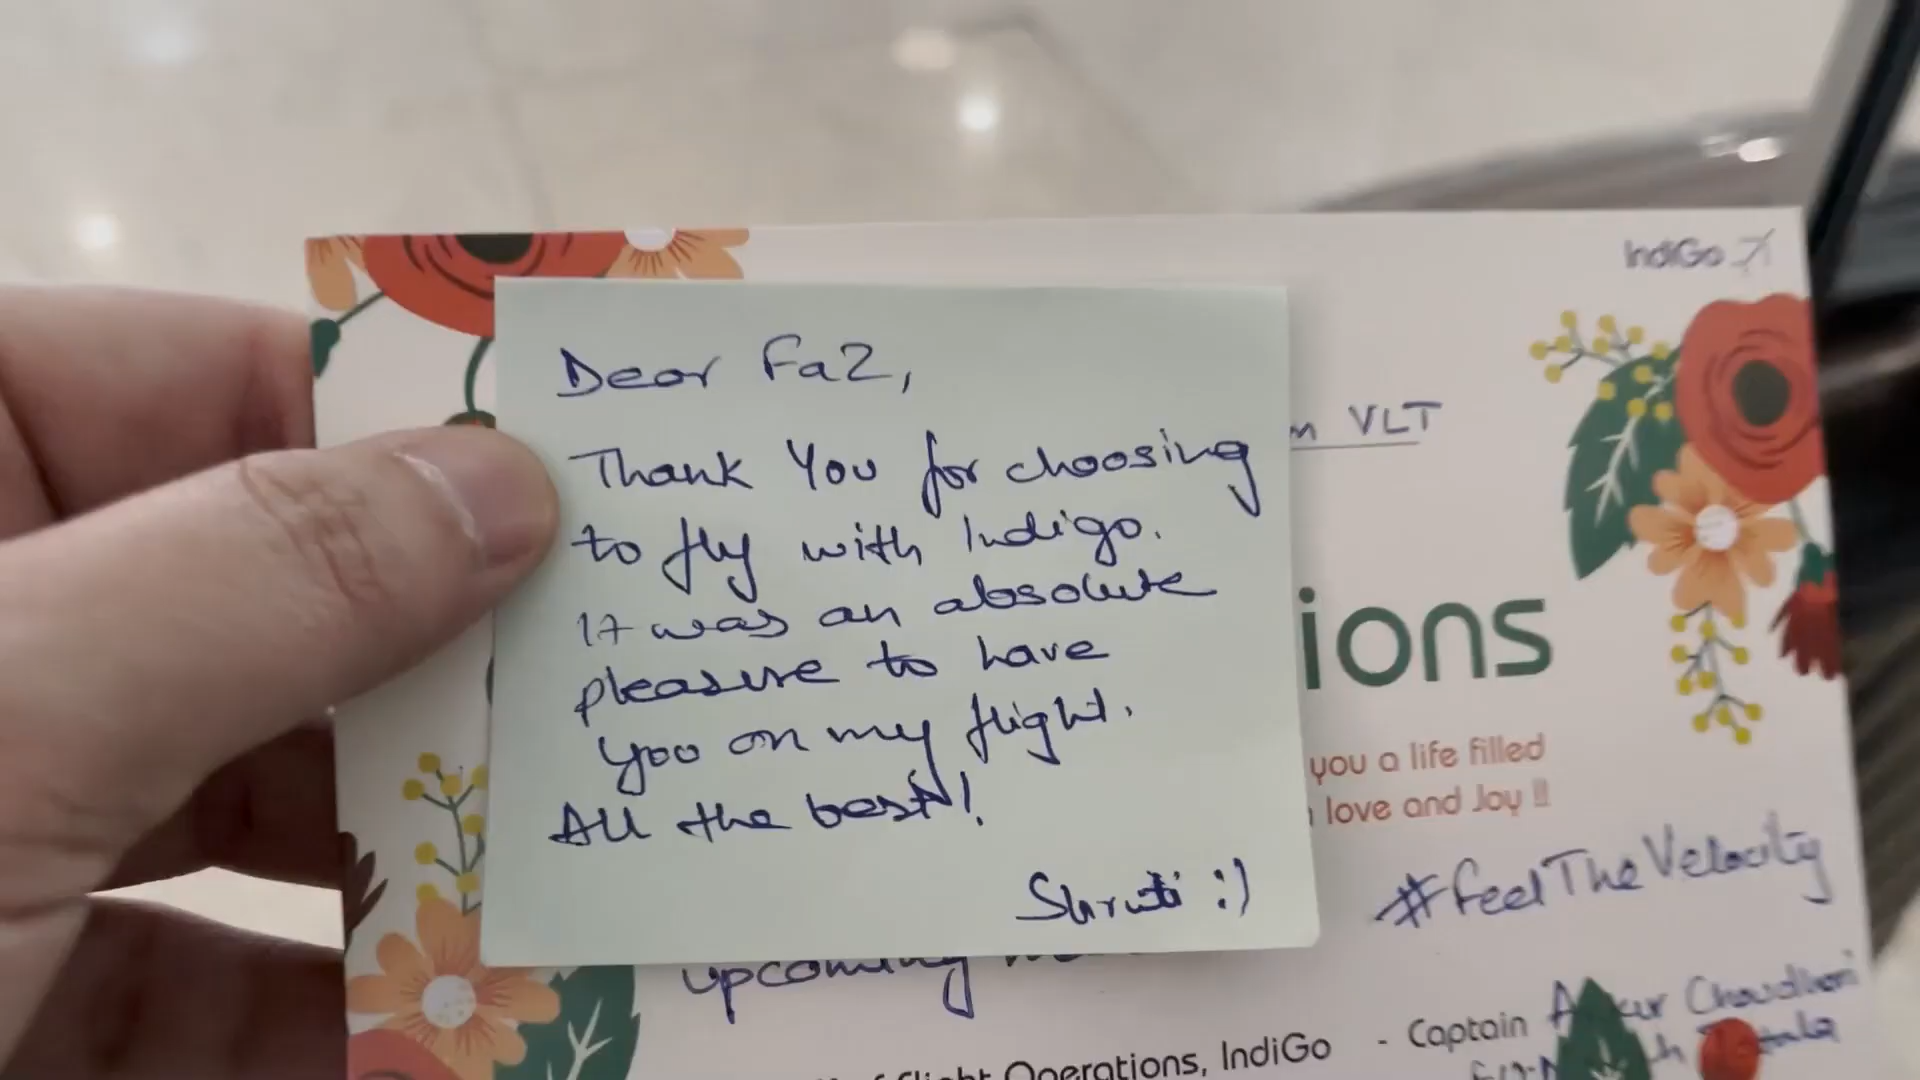 IndiGo
Dear Faz,
Thank You for choosing
to fly with Indigo.
It was an absolute
pleasure to have
you on my flight.
All the best!
Shruti :)
m VLT
ions
you a life filled
love and Joy !!
#FeelTheVelocity
upcoming
Flight Operations, IndiGo - Captain
Choudhari